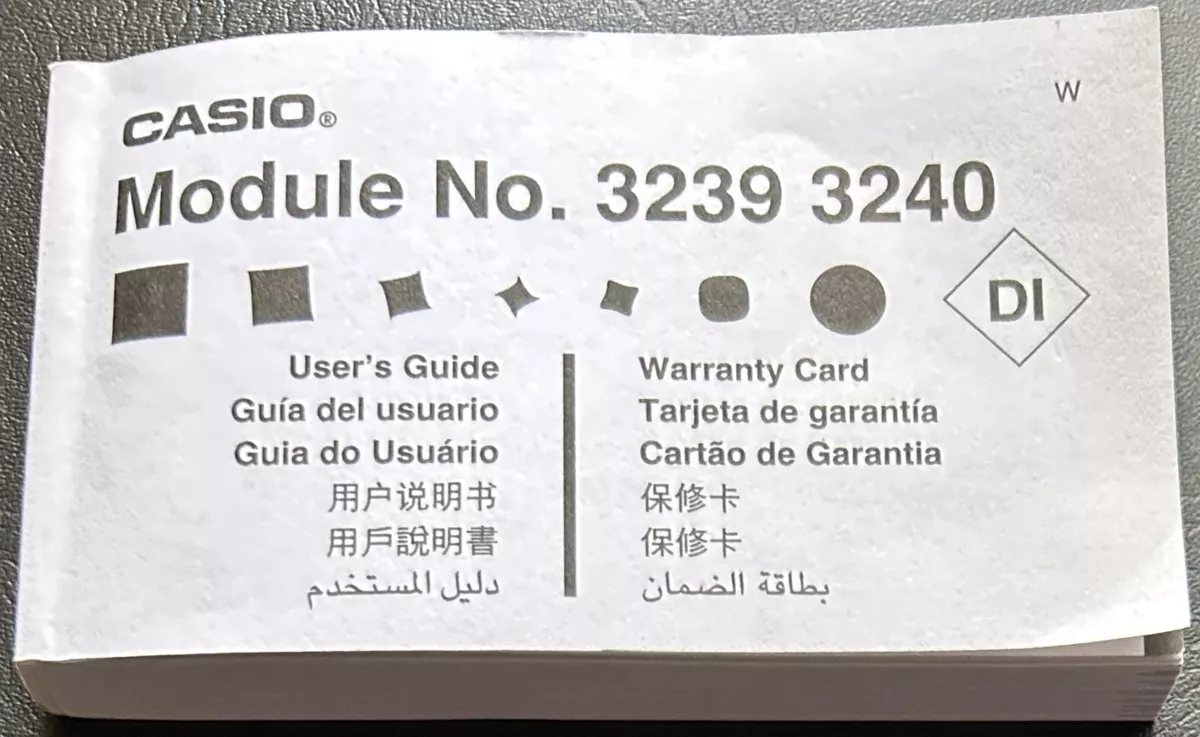 W
CASIO®
Module No. 3239 3240
DI
User's Guide
Guía del usuario
Guia do Usuário
用户说明书
用戶說明書
دليل المستخدم
Warranty Card
Tarjeta de garantía
Cartão de Garantia
保修卡
保修卡
بطاقة الضمان